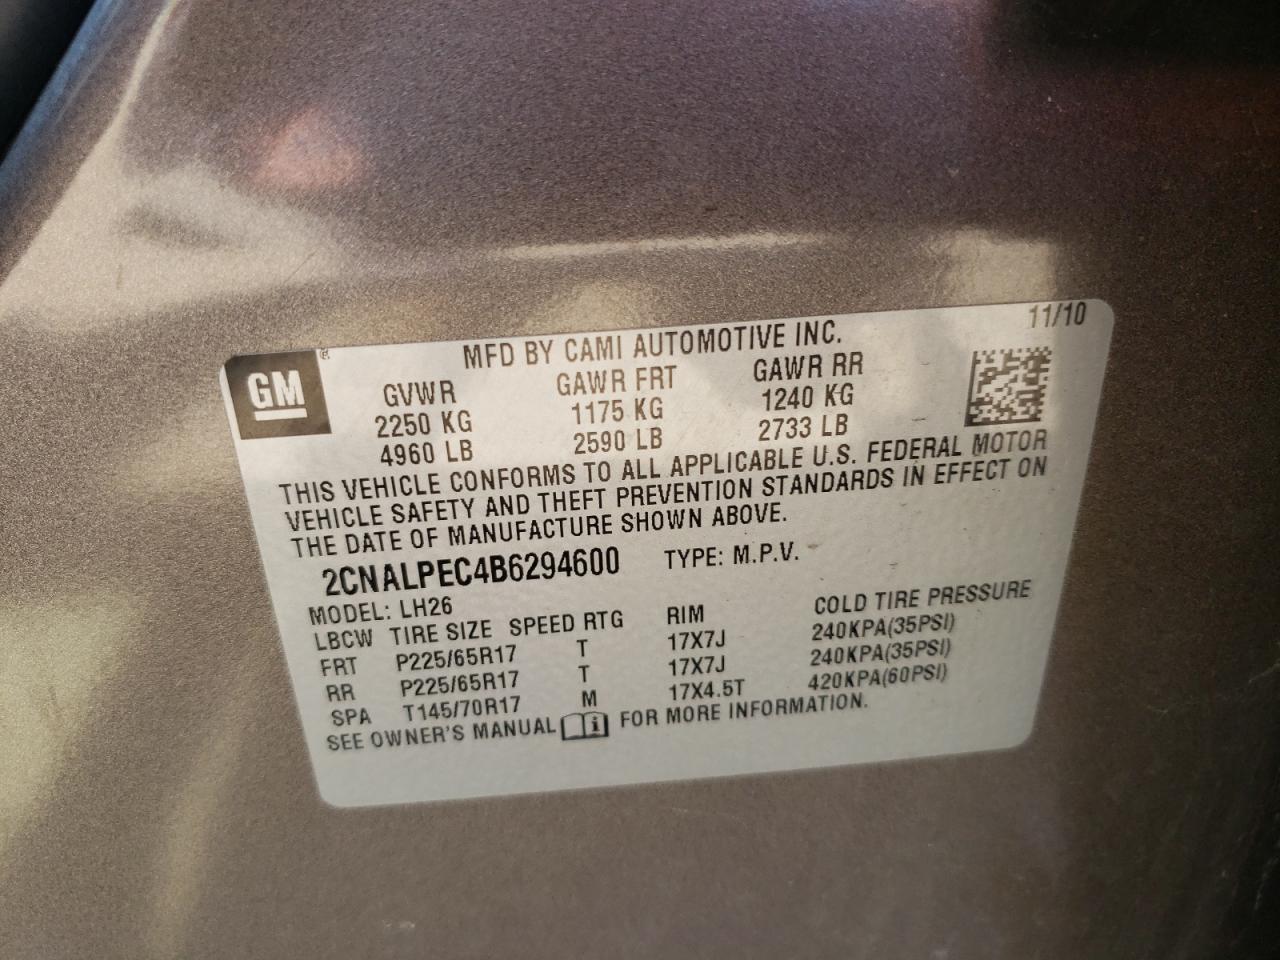 11/10
GM ®
MFD BY CAMI AUTOMOTIVE INC.
GVWR GAWR FRT GAWR RR
2250 KG 1175 KG 1240 KG
4960 LB 2590 LB 2733 LB
THIS VEHICLE CONFORMS TO ALL APPLICABLE U.S. FEDERAL MOTOR
VEHICLE SAFETY AND THEFT PREVENTION STANDARDS IN EFFECT ON
THE DATE OF MANUFACTURE SHOWN ABOVE.
2CNALPEC4B6294600 TYPE: M.P.V.
MODEL: LH26
LBCW TIRE SIZE SPEED RTG RIM COLD TIRE PRESSURE
FRT P225/65R17 T 17X7J 240KPA(35PSI)
RR P225/65R17 T 17X7J 240KPA(35PSI)
SPA T145/70R17 M 17X4.5T 420KPA(60PSI)
SEE OWNER'S MANUAL i FOR MORE INFORMATION.